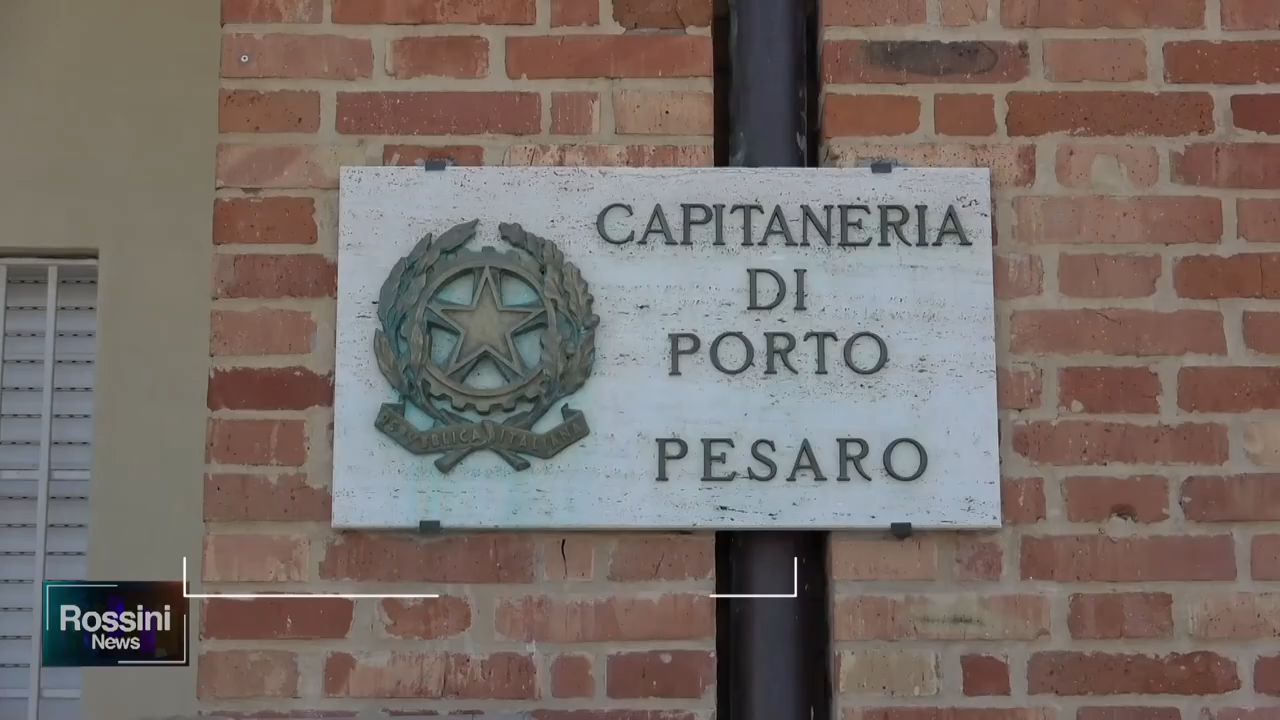 CAPITANERIA
DI
PORTO
PESARO
REPUBBLICA ITALIANA
Rossini
News